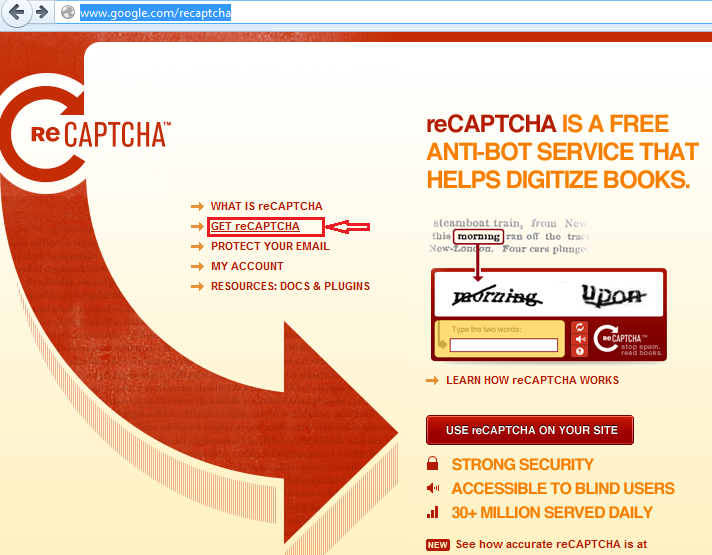 www.google.com/recaptcha
reCAPTCHA™
WHAT IS reCAPTCHA
GET reCAPTCHA
PROTECT YOUR EMAIL
MY ACCOUNT
RESOURCES: DOCS & PLUGINS
reCAPTCHA IS A FREE
ANTI-BOT SERVICE THAT
HELPS DIGITIZE BOOKS.
steamboat train, from New
this morning ran off the trac
New-London. Four cars plunge
morning upon
Type the two words:
reCAPTCHA™
stop spam.
read books.
LEARN HOW reCAPTCHA WORKS
USE reCAPTCHA ON YOUR SITE
STRONG SECURITY
ACCESSIBLE TO BLIND USERS
30+ MILLION SERVED DAILY
NEW See how accurate reCAPTCHA is at